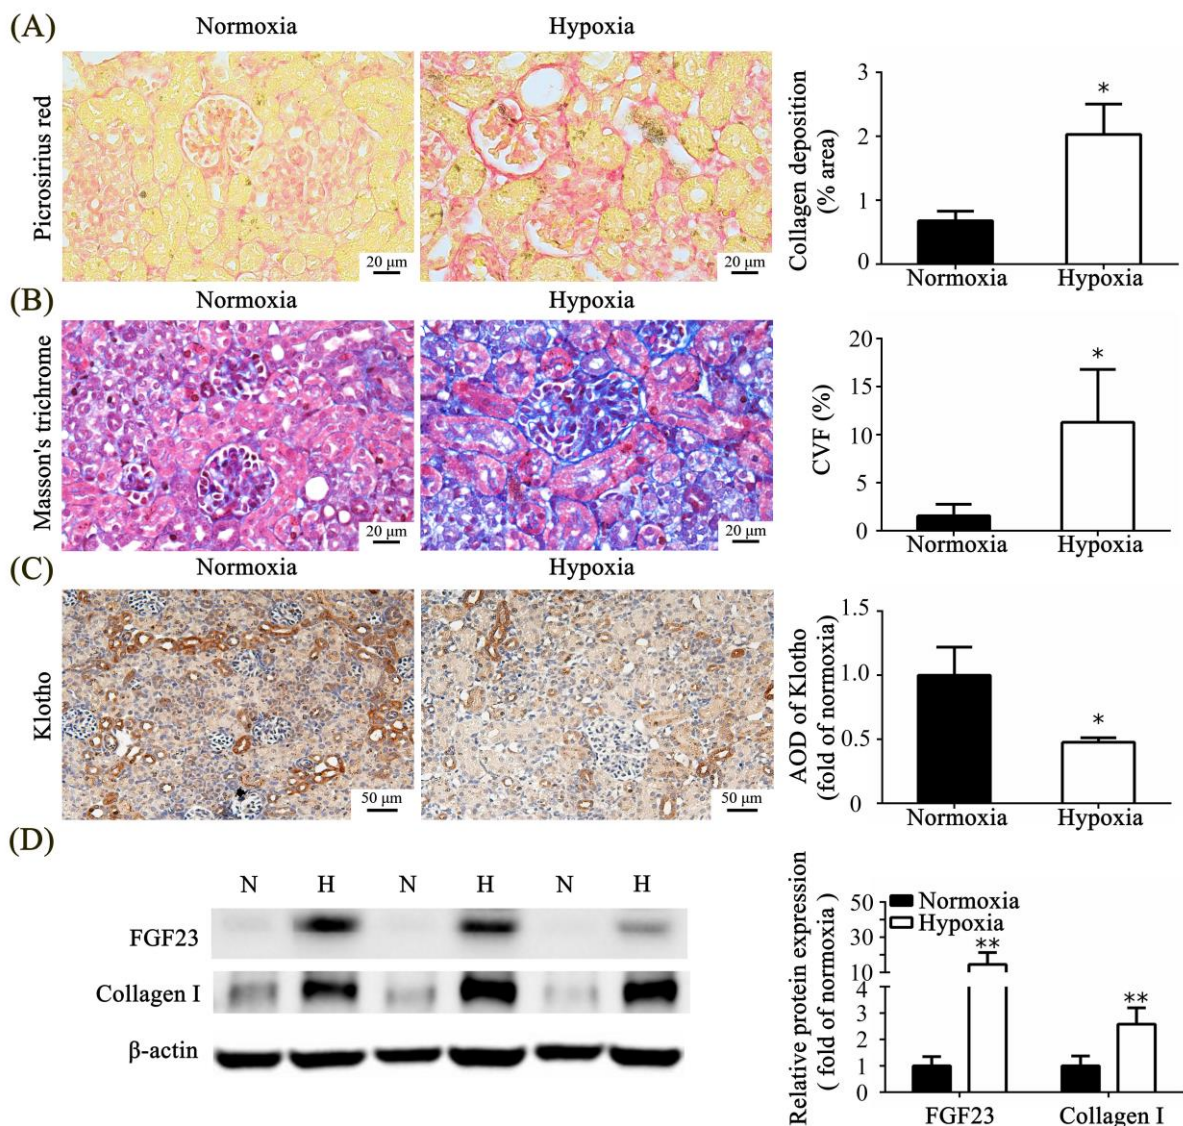 (A)
Normoxia
Hypoxia
Picrosirius red
20 μm
20 μm
Collagen deposition
(% area)
3
2
1
0
*
Normoxia
Hypoxia
(B)
Normoxia
Hypoxia
Masson's trichrome
20 μm
20 μm
CVF (%)
20
15
10
5
0
*
Normoxia
Hypoxia
(C)
Normoxia
Hypoxia
Klotho
50 μm
50 μm
AOD of Klotho
(fold of normoxia)
1.5
1.0
0.5
0
*
Normoxia
Hypoxia
(D)
N H N H N H
FGF23
Collagen I
β-actin
Relative protein expression
( fold of normoxia)
50
30
10
4
3
2
1
0
Normoxia
Hypoxia
**
**
FGF23
Collagen I